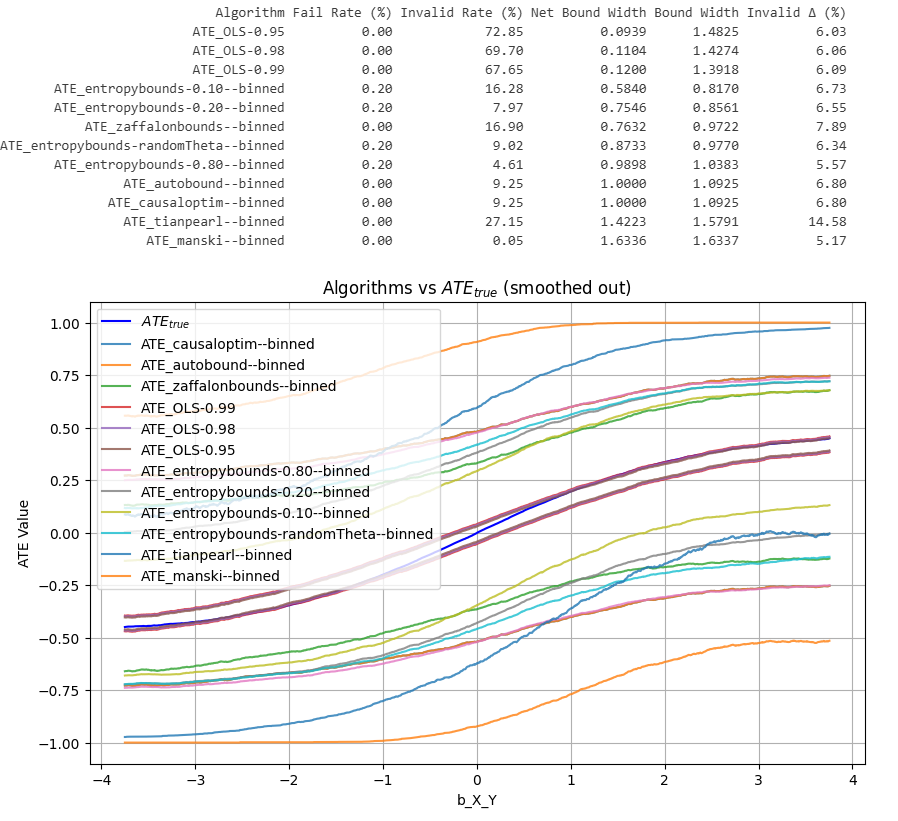 Algorithm Fail Rate (%) Invalid Rate (%) Net Bound Width Bound Width Invalid Δ (%)
ATE_OLS-0.95 0.00 72.85 0.0939 1.4825 6.03
ATE_OLS-0.98 0.00 69.70 0.1104 1.4274 6.06
ATE_OLS-0.99 0.00 67.65 0.1200 1.3918 6.09
ATE_entropybounds-0.10--binned 0.20 16.28 0.5840 0.8170 6.73
ATE_entropybounds-0.20--binned 0.20 7.97 0.7546 0.8561 6.55
ATE_zaffalonbounds--binned 0.00 16.90 0.7632 0.9722 7.89
ATE_entropybounds-randomTheta--binned 0.20 9.02 0.8733 0.9770 6.34
ATE_entropybounds-0.80--binned 0.20 4.61 0.9898 1.0383 5.57
ATE_autobound--binned 0.00 9.25 1.0000 1.0925 6.80
ATE_causaloptim--binned 0.00 9.25 1.0000 1.0925 6.80
ATE_tianpearl--binned 0.00 27.15 1.4223 1.5791 14.58
ATE_manski--binned 0.00 0.05 1.6336 1.6337 5.17
Algorithms vs ATE_true (smoothed out)
ATE_true
ATE_causaloptim--binned
ATE_autobound--binned
ATE_zaffalonbounds--binned
ATE_OLS-0.99
ATE_OLS-0.98
ATE_OLS-0.95
ATE_entropybounds-0.80--binned
ATE_entropybounds-0.20--binned
ATE_entropybounds-0.10--binned
ATE_entropybounds-randomTheta--binned
ATE_tianpearl--binned
ATE_manski--binned
ATE Value
1.00
0.75
0.50
0.25
0.00
−0.25
−0.50
−0.75
−1.00
−4 −3 −2 −1 0 1 2 3 4
b_X_Y